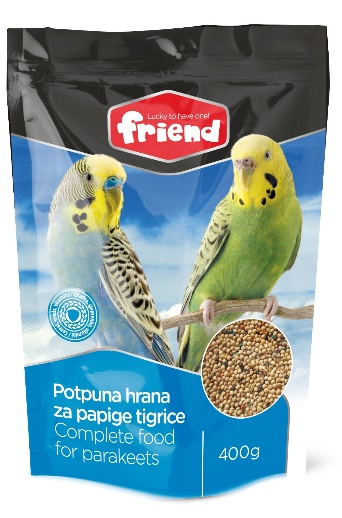 Lucky to have one!
friend
Potpuna hrana
za papige tigrice
Complete food
for parakeets
400g